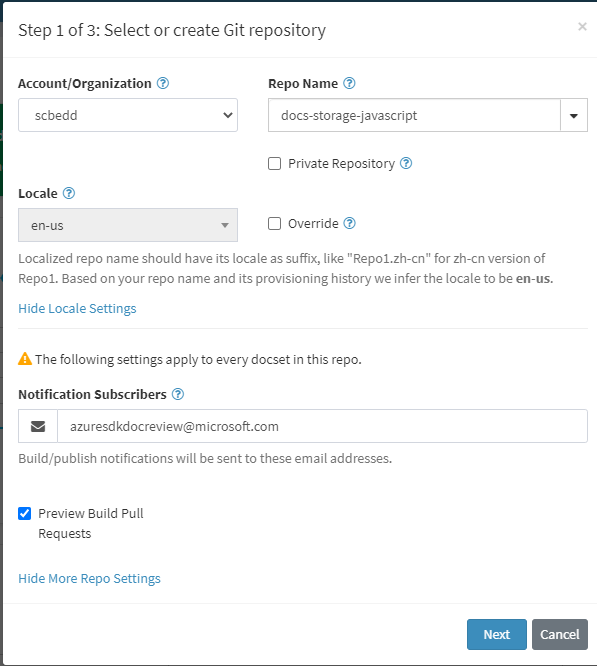 Step 1 of 3: Select or create Git repository
Account/Organization
Repo Name
scbedd
docs-storage-javascript
Private Repository
Locale
en-us
Override
Localized repo name should have its locale as suffix, like "Repo1.zh-cn" for zh-cn version of
Repo1. Based on your repo name and its provisioning history we infer the locale to be en-us.
Hide Locale Settings
The following settings apply to every docset in this repo.
Notification Subscribers
azuresdkdocreview@microsoft.com
Build/publish notifications will be sent to these email addresses.
Preview Build Pull
Requests
Hide More Repo Settings
Next
Cancel